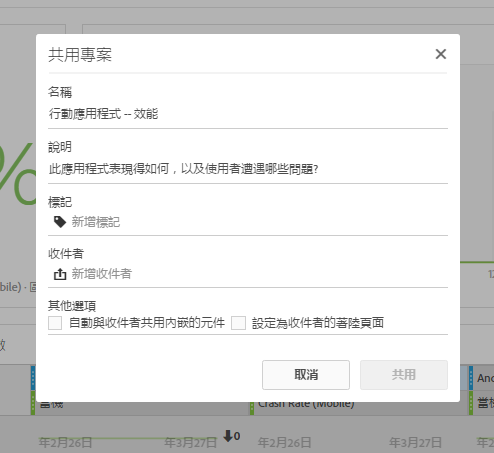 共用專案
名稱
行動應用程式 -- 效能
說明
此應用程式表現得如何，以及使用者遭遇哪些問題?
標記
新增標記
收件者
新增收件者
其他選項
自動與收件者共用內嵌的元件 設定為收件者的著陸頁面
取消 共用
%
bile) · 區
數
And
當機 Crash Rate (Mobile) 當機
0
年2月26日 年3月27日 年2月26日 年3月27日 年2